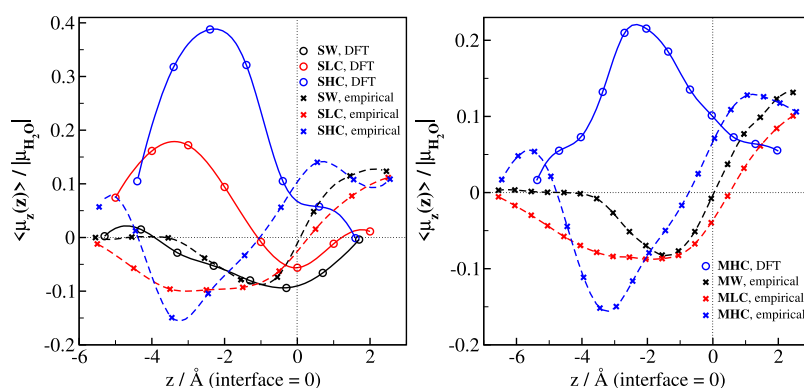 0.4
0.3
0.2
0.1
0
-0.1
-0.2
<μz(z)> / |μH2O|
SW, DFT
SLC, DFT
SHC, DFT
SW, empirical
SLC, empirical
SHC, empirical
-6 -4 -2 0 2
z / Å (interface = 0)
0.2
0.1
0
-0.1
-0.2
<μz(z)> / |μH2O|
MHC, DFT
MW, empirical
MLC, empirical
MHC, empirical
-6 -4 -2 0 2
z / Å (interface = 0)